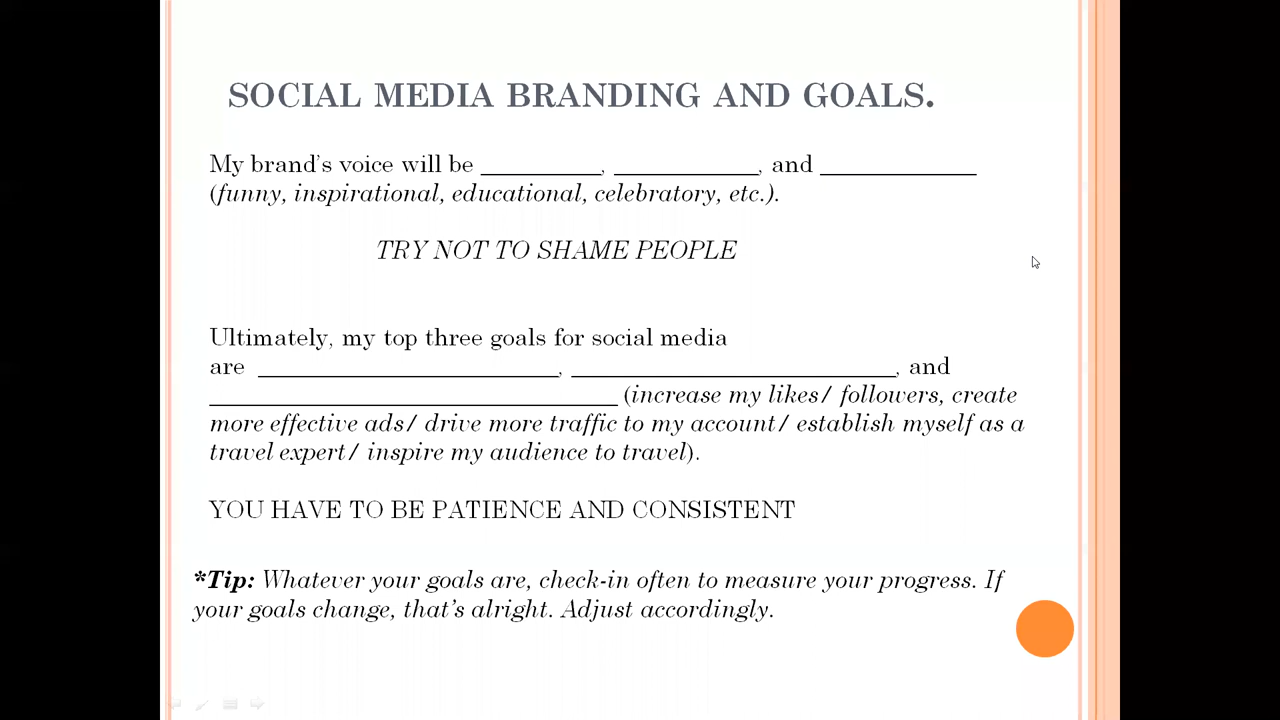 SOCIAL MEDIA BRANDING AND GOALS.
My brand's voice will be _________, ___________, and ____________
(funny, inspirational, educational, celebratory, etc.).
TRY NOT TO SHAME PEOPLE
Ultimately, my top three goals for social media
are _______________________, _________________________, and
_______________________________ (increase my likes/ followers, create
more effective ads/ drive more traffic to my account/ establish myself as a
travel expert/ inspire my audience to travel).
YOU HAVE TO BE PATIENCE AND CONSISTENT
*Tip: Whatever your goals are, check-in often to measure your progress. If
your goals change, that's alright. Adjust accordingly.